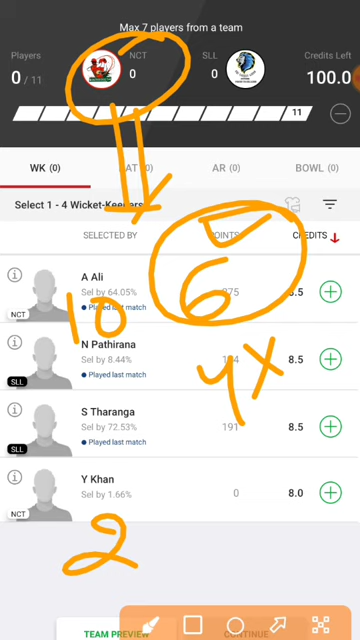 Max 7 players from a team
Players NCT SLL Credits Left
0 / 11 0 0 100.0
11
WK (0) BAT (0) AR (0) BOWL (0)
Select 1 - 4 Wicket-Keepers
SELECTED BY POINTS CREDITS
A Ali
Sel by 64.05%
Played last match
NCT
6
10
N Pathirana
Sel by 8.44% 8.5
Played last match
SLL
4X
S Tharanga
Sel by 72.53% 191 8.5
Played last match
SLL
Y Khan
Sel by 1.66% 0 8.0
NCT
2
TEAM PREVIEW CONTINUE